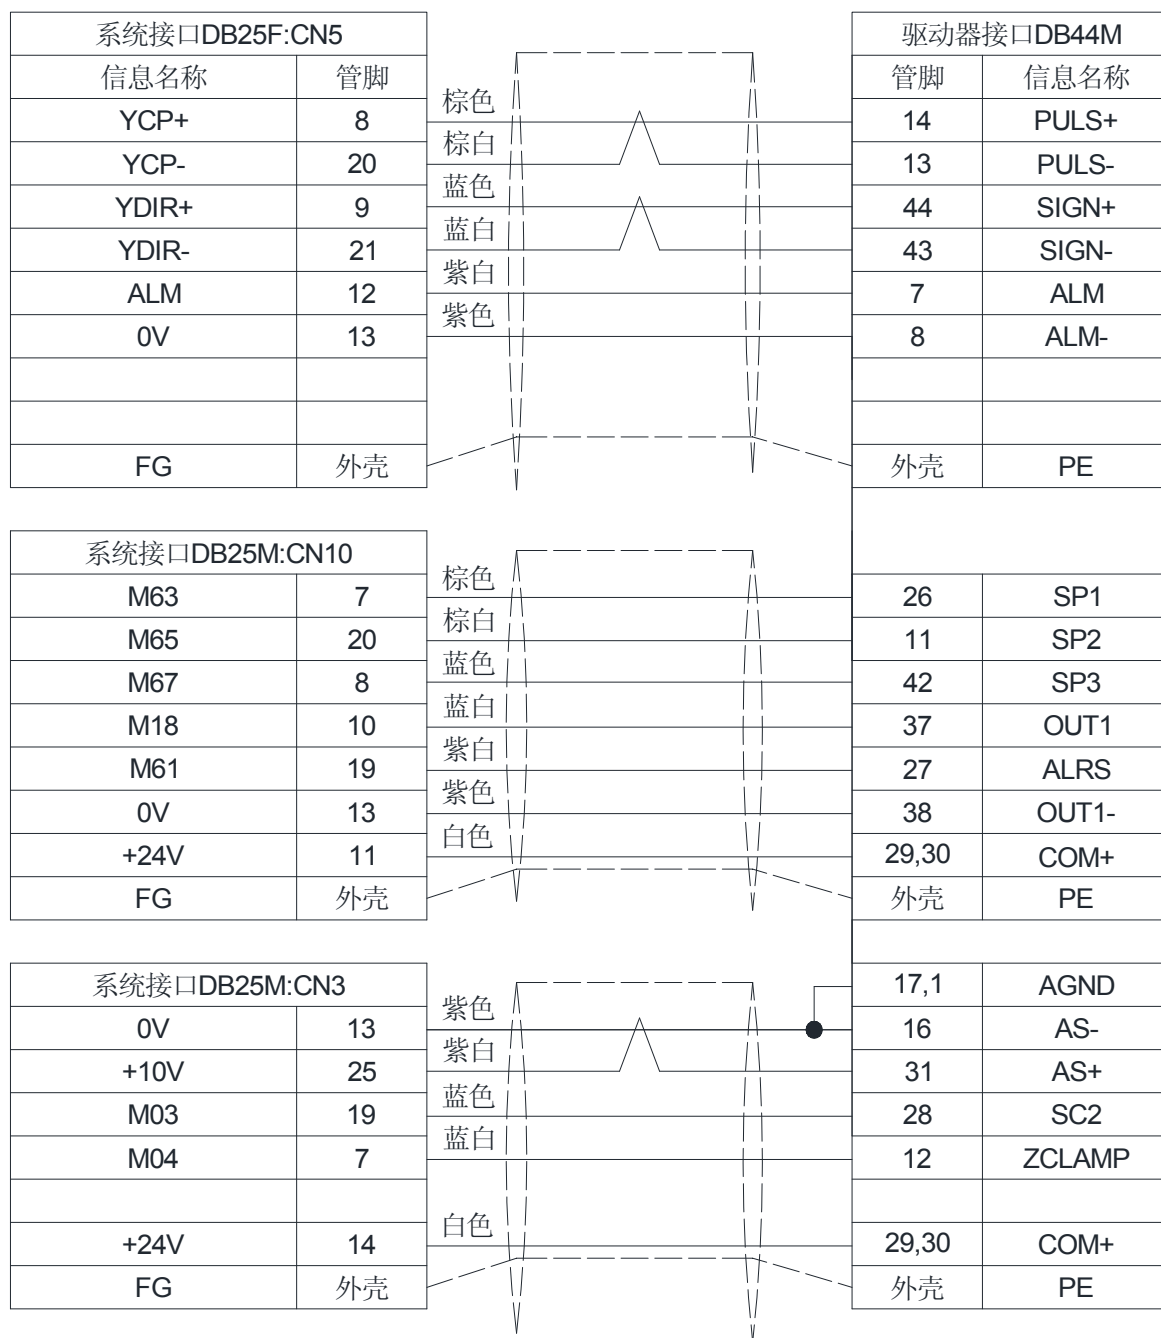 系统接口DB25F:CN5 驱动器接口DB44M
信息名称 管脚 管脚 信息名称
棕色
YCP+ 8 14 PULS+
棕白
YCP- 20 13 PULS-
蓝色
YDIR+ 9 44 SIGN+
蓝白
YDIR- 21 43 SIGN-
紫白
ALM 12 7 ALM
紫色
0V 13 8 ALM-
FG 外壳 外壳 PE
系统接口DB25M:CN10
棕色
M63 7 26 SP1
棕白
M65 20 11 SP2
蓝色
M67 8 42 SP3
蓝白
M18 10 37 OUT1
紫白
M61 19 27 ALRS
紫色
0V 13 38 OUT1-
白色
+24V 11 29,30 COM+
FG 外壳 外壳 PE
系统接口DB25M:CN3 17,1 AGND
紫色
0V 13 16 AS-
紫白
+10V 25 31 AS+
蓝色
M03 19 28 SC2
蓝白
M04 7 12 ZCLAMP
白色
+24V 14 29,30 COM+
FG 外壳 外壳 PE